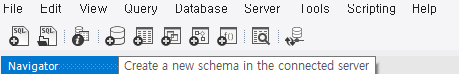 File Edit View Query Database Server Tools Scripting Help
SQL SQL
Navigator Create a new schema in the connected server